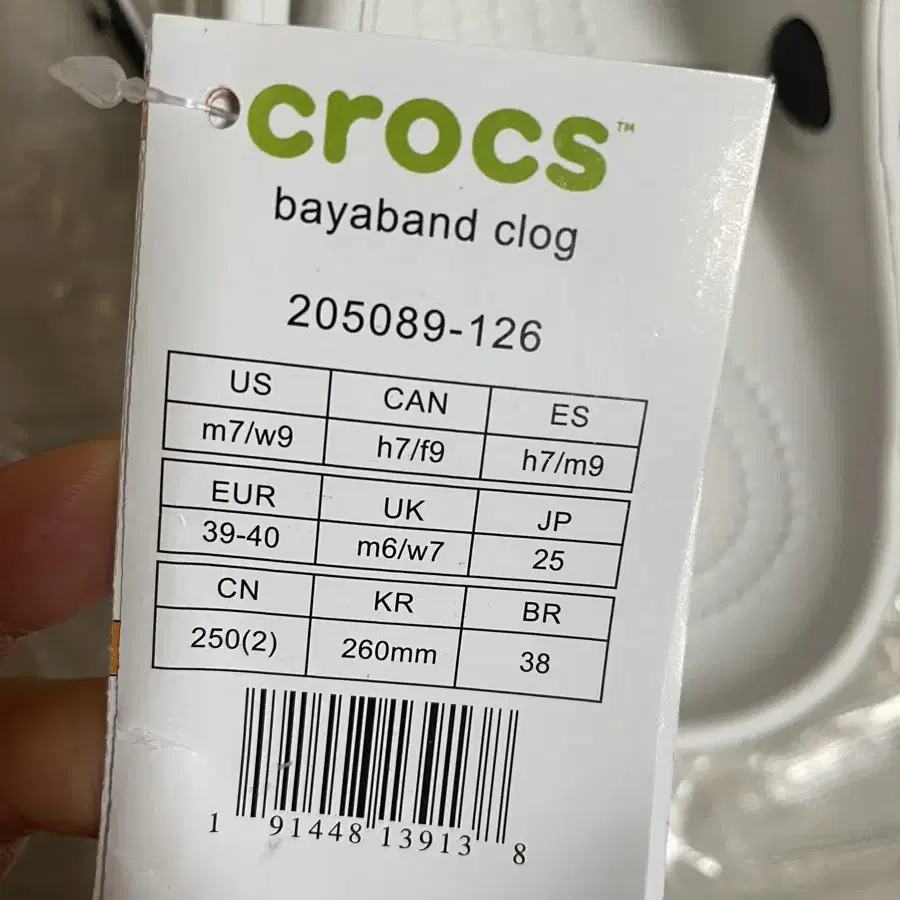 crocs™
bayaband clog
205089-126
US CAN ES
m7/w9 h7/f9 h7/m9
EUR UK JP
39-40 m6/w7 25
CN KR BR
250(2) 260mm 38
1 91448 13913 8